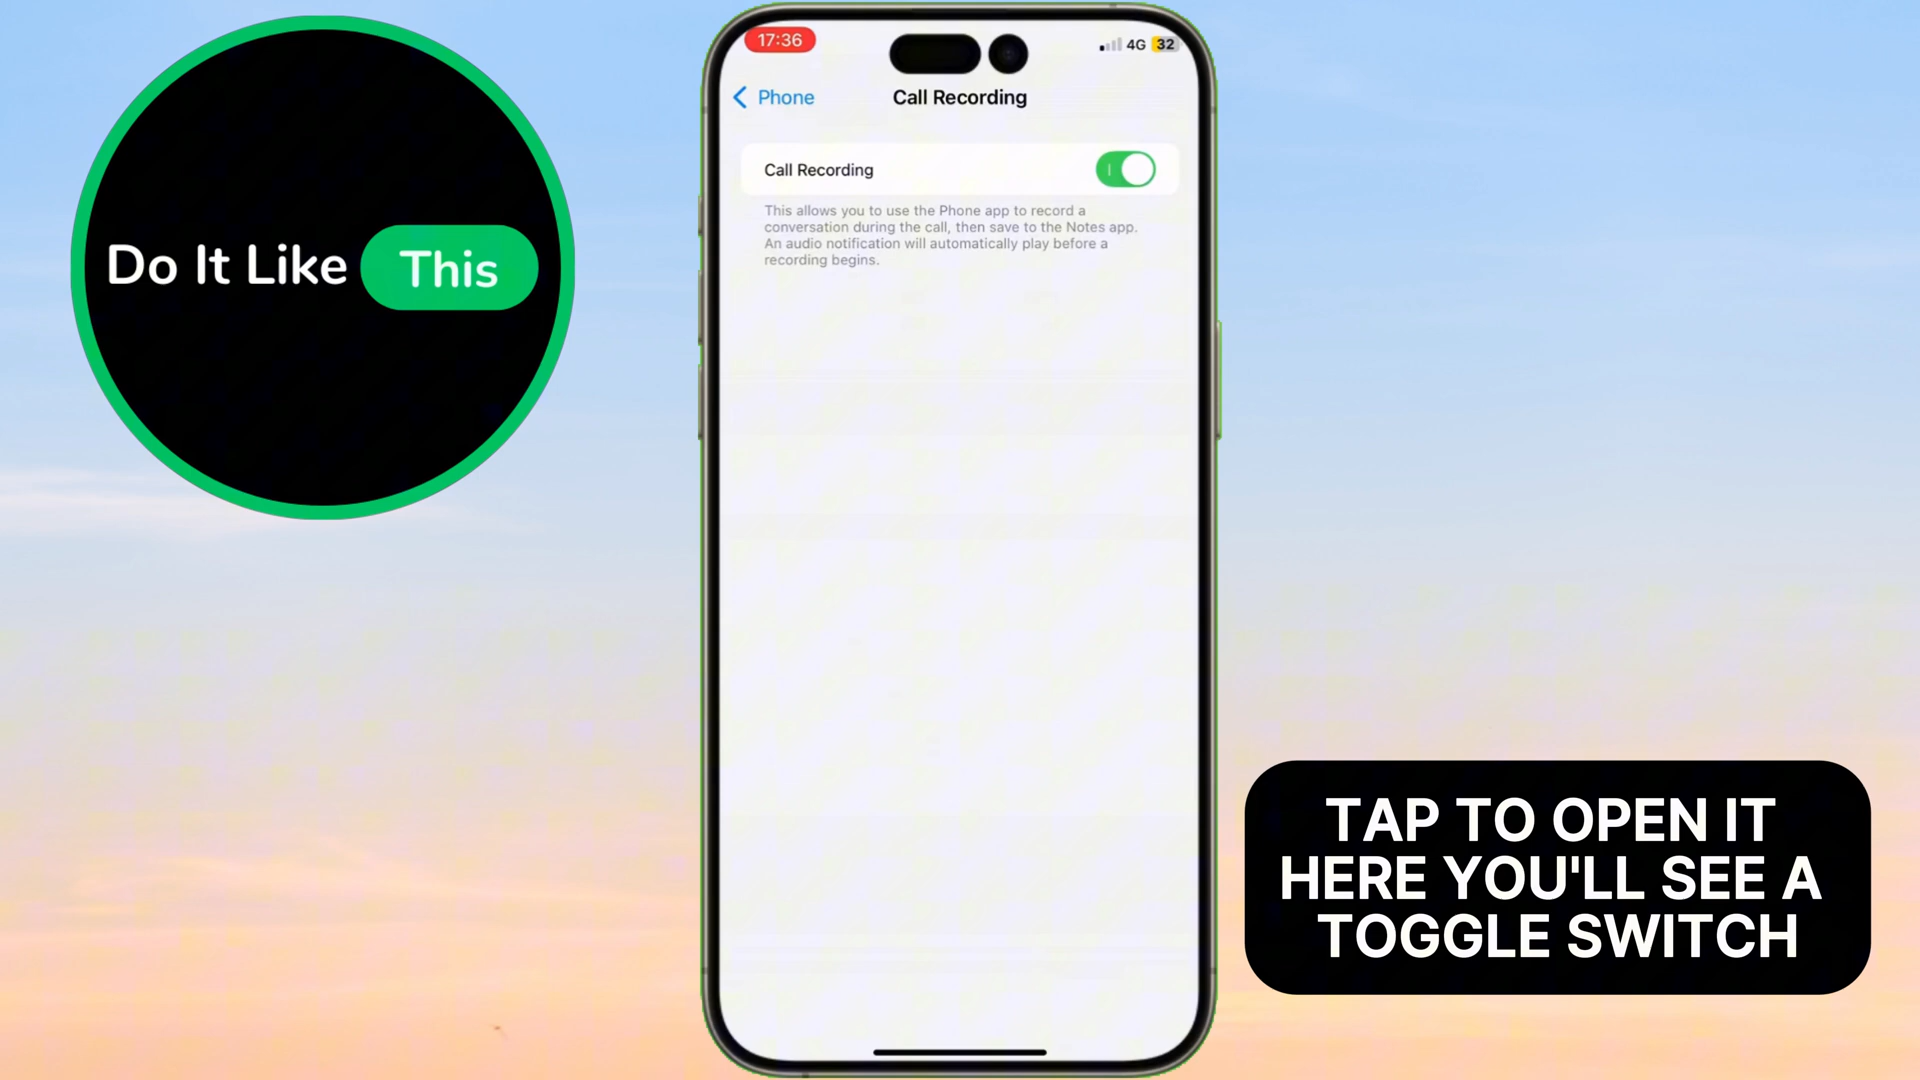 Do It Like This
17:36
4G 32
Phone
Call Recording
Call Recording
This allows you to use the Phone app to record a
conversation during the call, then save to the Notes app.
An audio notification will automatically play before a
recording begins.
TAP TO OPEN IT
HERE YOU'LL SEE A
TOGGLE SWITCH